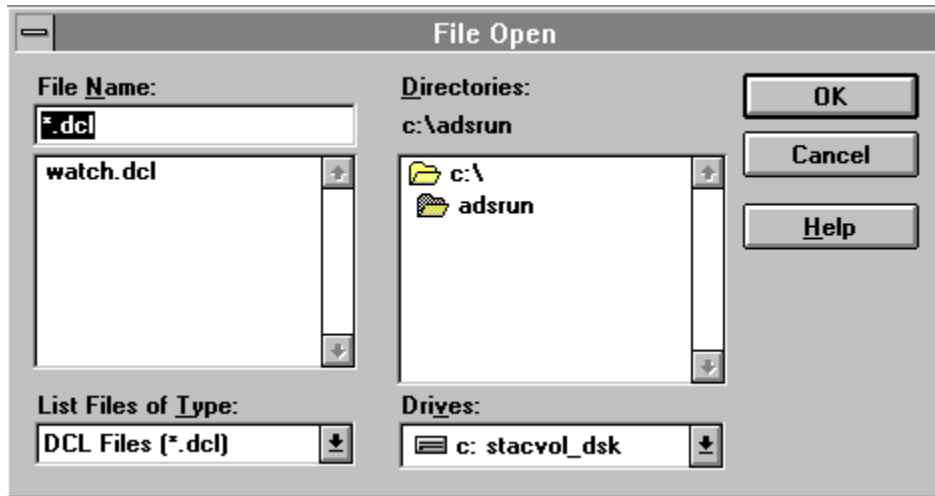 File Open
File Name:
*.dcl
watch.dcl
List Files of Type:
DCL Files (*.dcl)
Directories:
c:\adsrun
c:\
adsrun
Drives:
c: stacvol_dsk
OK
Cancel
Help